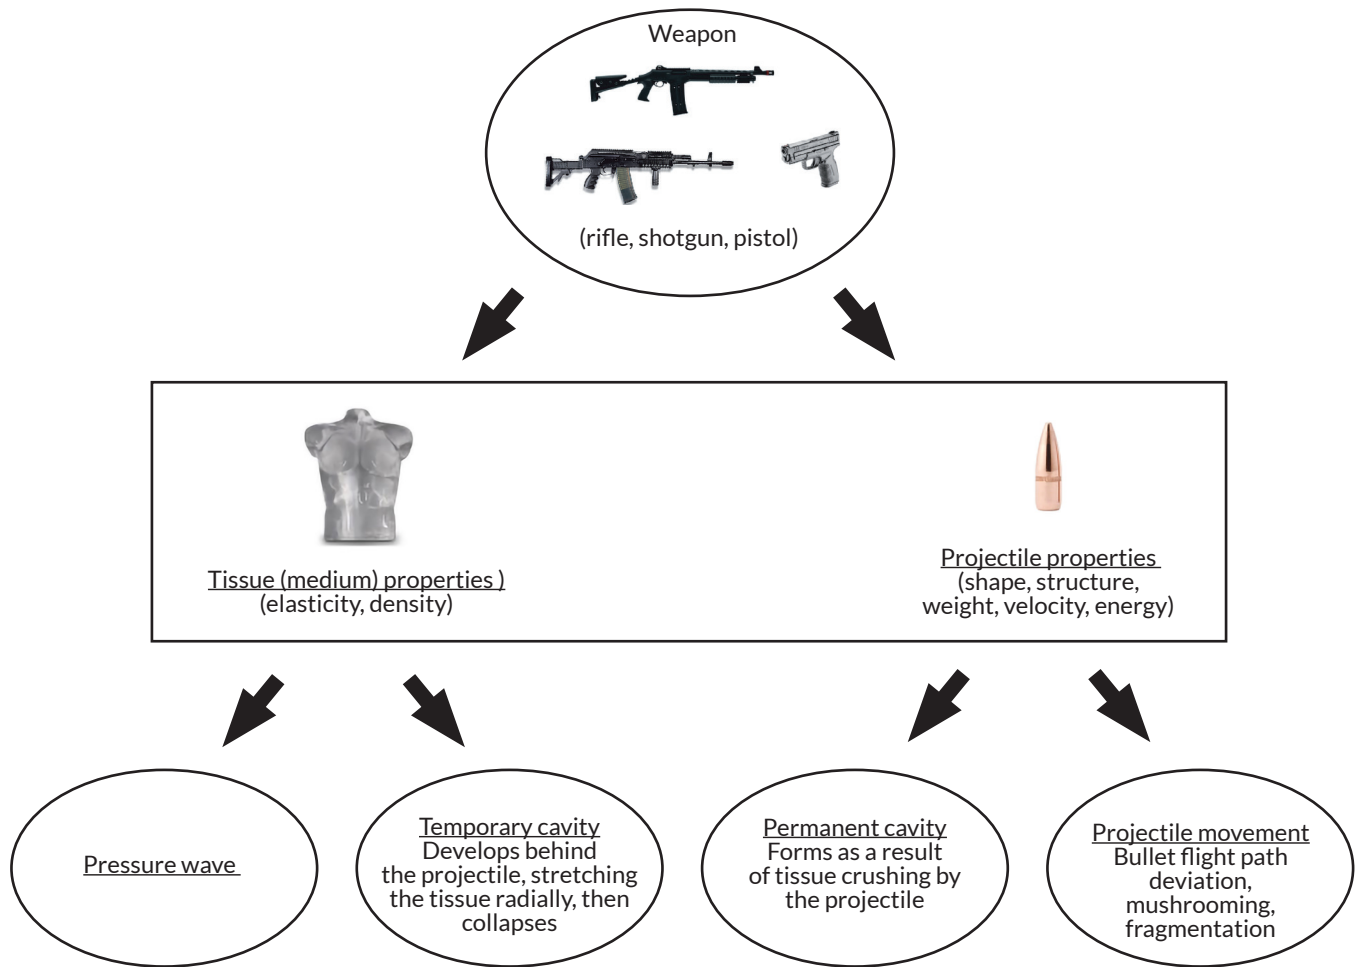 Weapon
(rifle, shotgun, pistol)
Tissue (medium) properties )
(elasticity, density)
Projectile properties
(shape, structure,
weight, velocity, energy)
Pressure wave
Temporary cavity
Develops behind
the projectile, stretching
the tissue radially, then
collapses
Permanent cavity
Forms as a result
of tissue crushing by
the projectile
Projectile movement
Bullet flight path
deviation,
mushrooming,
fragmentation